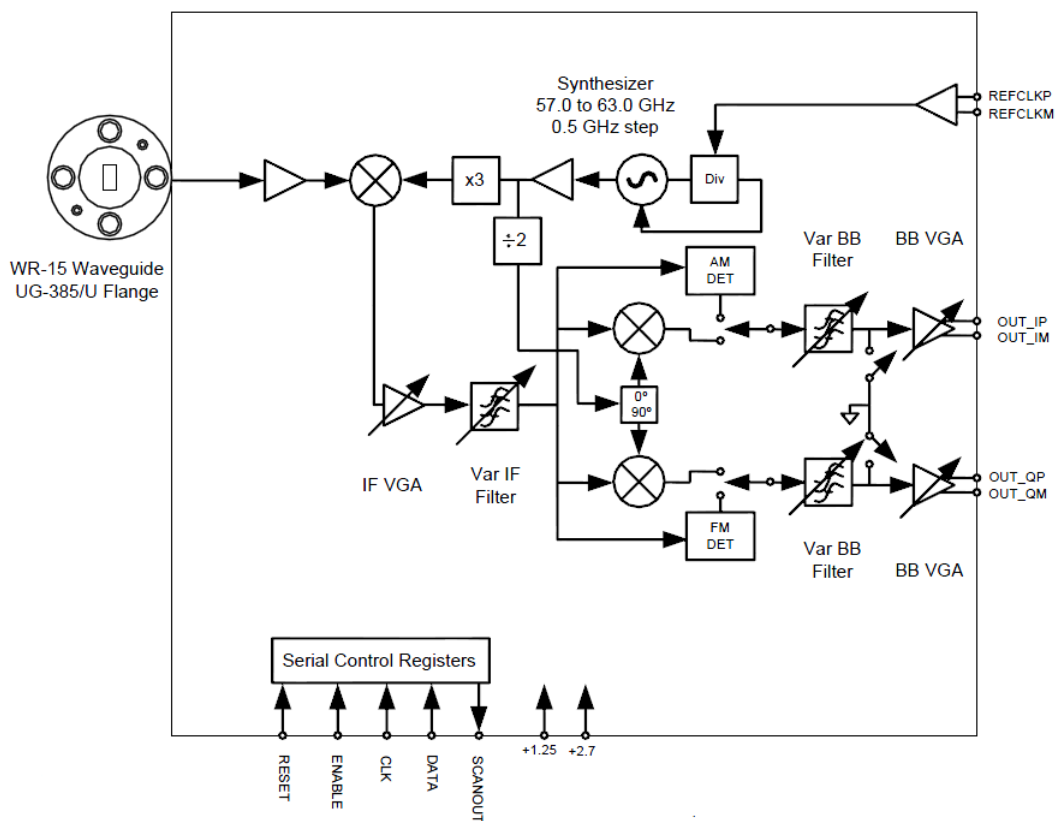 Synthesizer
57.0 to 63.0 GHz
0.5 GHz step
REFCLKP
REFCLKM
x3
Div
÷2
WR-15 Waveguide
UG-385/U Flange
AM
DET
Var BB
Filter
BB VGA
OUT_IP
OUT_IM
0º
90º
IF VGA
Var IF
Filter
FM
DET
OUT_QP
OUT_QM
Var BB
Filter
BB VGA
Serial Control Registers
RESET
ENABLE
CLK
DATA
SCANOUT
+1.25
+2.7